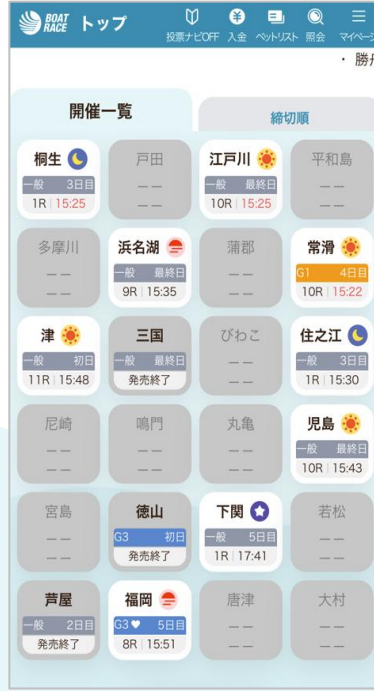 BOAT RACE トップ 投票ナビOFF 入金 ベットリスト 照会 マイページ
・ 勝舟
開催一覧 締切順
桐生 戸田 江戸川 平和島
一般 3日目 -- 一般 最終日 --
1R 15:25 -- 10R 15:25 --
多摩川 浜名湖 蒲郡 常滑
-- 一般 最終日 -- G1 4日目
-- 9R 15:35 -- 10R 15:22
津 三国 びわこ 住之江
一般 初日 一般 最終日 -- 一般 3日目
11R 15:48 発売終了 -- 1R 15:30
尼崎 鳴門 丸亀 児島
-- -- -- 一般 最終日
-- -- -- 10R 15:43
宮島 徳山 下関 若松
-- G3 初日 一般 5日目 --
-- 発売終了 1R 17:41 --
芦屋 福岡 唐津 大村
一般 2日目 G3♥ 5日目 -- --
発売終了 8R 15:51 -- --